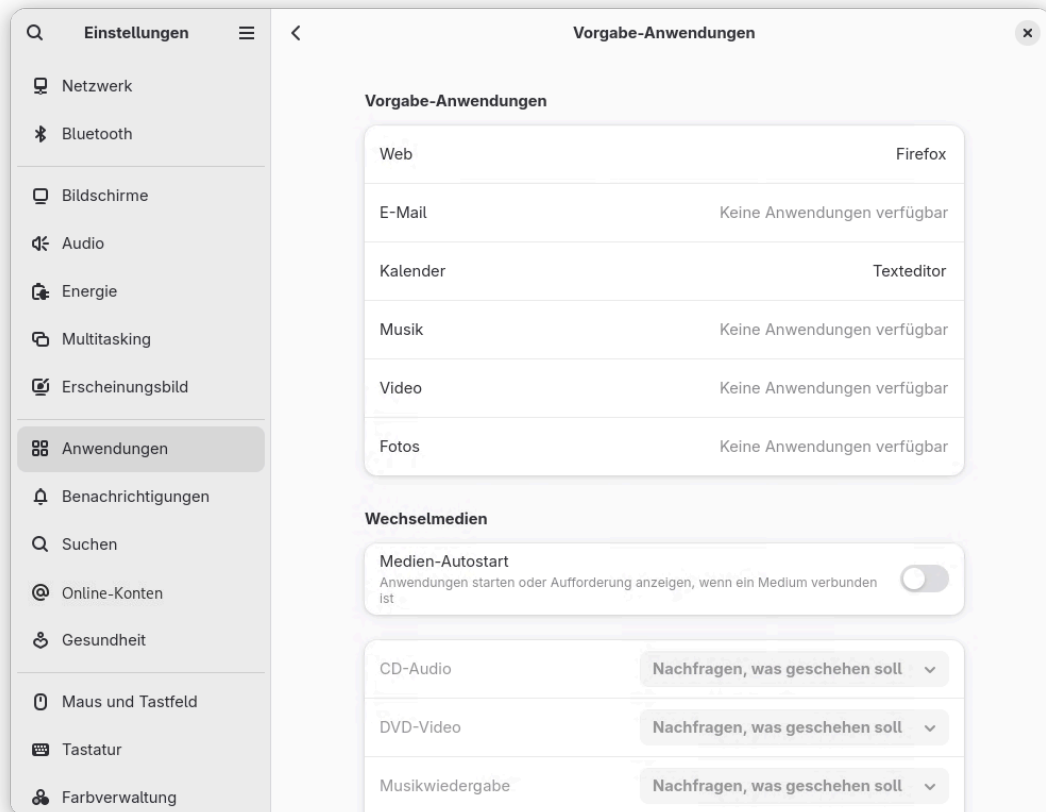 Einstellungen
Netzwerk
Bluetooth
Bildschirme
Audio
Energie
Multitasking
Erscheinungsbild
Anwendungen
Benachrichtigungen
Suchen
Online-Konten
Gesundheit
Maus und Tastfeld
Tastatur
Farbverwaltung
Vorgabe-Anwendungen
Vorgabe-Anwendungen
Web Firefox
E-Mail Keine Anwendungen verfügbar
Kalender Texteditor
Musik Keine Anwendungen verfügbar
Video Keine Anwendungen verfügbar
Fotos Keine Anwendungen verfügbar
Wechselmedien
Medien-Autostart
Anwendungen starten oder Aufforderung anzeigen, wenn ein Medium verbunden
ist
CD-Audio Nachfragen, was geschehen soll
DVD-Video Nachfragen, was geschehen soll
Musikwiedergabe Nachfragen, was geschehen soll